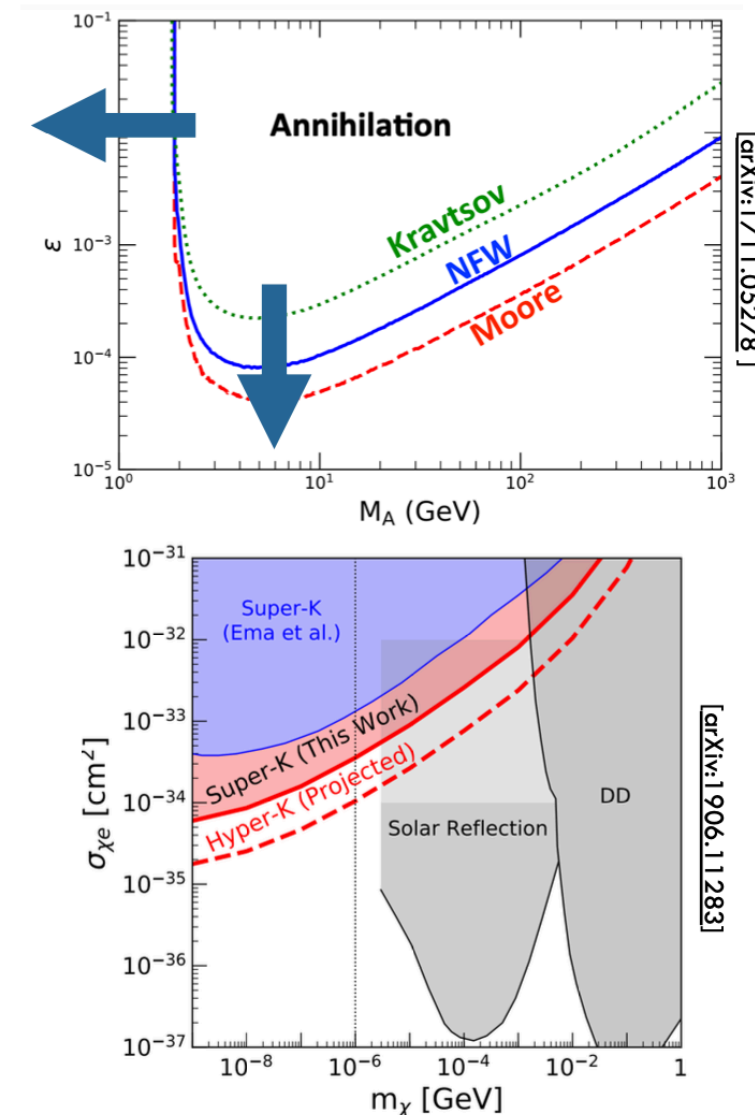 10⁻¹
Annihilation
Kravtsov
NFW
Moore
ε
10⁻³
10⁻⁴
10⁻⁵
10⁰
10¹
10²
10³
M_A (GeV)
[arXiv:1711.05278]
10⁻³¹
10⁻³²
10⁻³³
10⁻³⁴
10⁻³⁵
10⁻³⁶
10⁻³⁷
σ_χe [cm²]
Super-K
(Ema et al.)
Super-K (This Work)
Hyper-K (Projected)
Solar Reflection
DD
10⁻⁸
10⁻⁶
10⁻⁴
10⁻²
1
m_χ [GeV]
[arXiv:1906.11283]